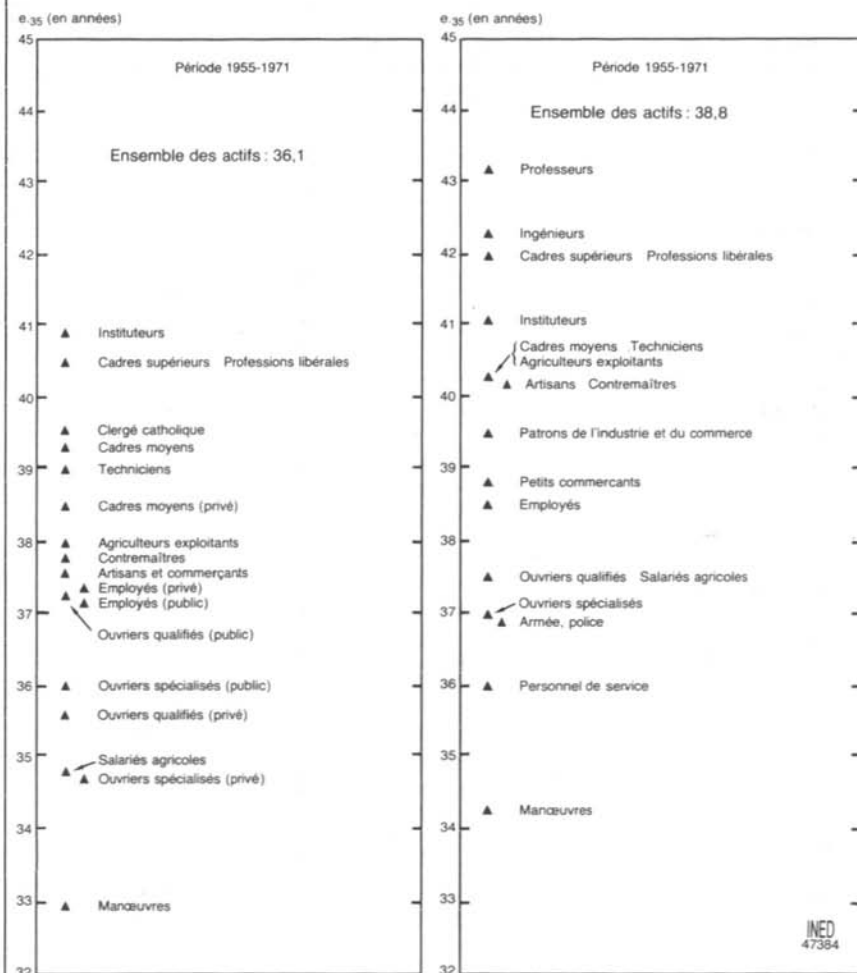 e.₃₅ (en années)
45
Période 1955-1971
44
Ensemble des actifs : 36,1
43
42
41
Instituteurs
Cadres supérieurs Professions libérales
40
Clergé catholique
Cadres moyens
39
Techniciens
Cadres moyens (privé)
38
Agriculteurs exploitants
Contremaîtres
Artisans et commerçants
Employés (privé)
Employés (public)
37
Ouvriers qualifiés (public)
36
Ouvriers spécialisés (public)
Ouvriers qualifiés (privé)
35
Salariés agricoles
Ouvriers spécialisés (privé)
34
33
Manœuvres
32
e.₃₅ (en années)
45
Période 1955-1971
44
Ensemble des actifs : 38,8
43
Professeurs
Ingénieurs
42
Cadres supérieurs Professions libérales
41
Instituteurs
Cadres moyens Techniciens
Agriculteurs exploitants
40
Artisans Contremaîtres
Patrons de l'industrie et du commerce
39
Petits commercants
Employés
38
Ouvriers qualifiés Salariés agricoles
Ouvriers spécialisés
37
Armée, police
36
Personnel de service
35
34
Manœuvres
33
INED
47384
32